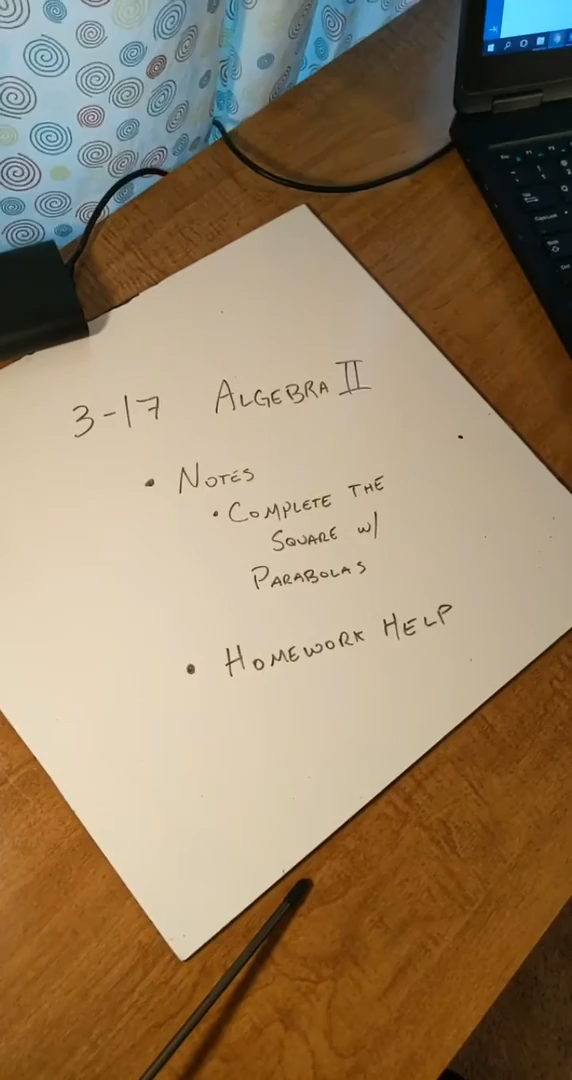 3-17 ALGEBRA II
• NOTES
• COMPLETE THE
SQUARE W/
PARABOLAS
• HOMEWORK HELP